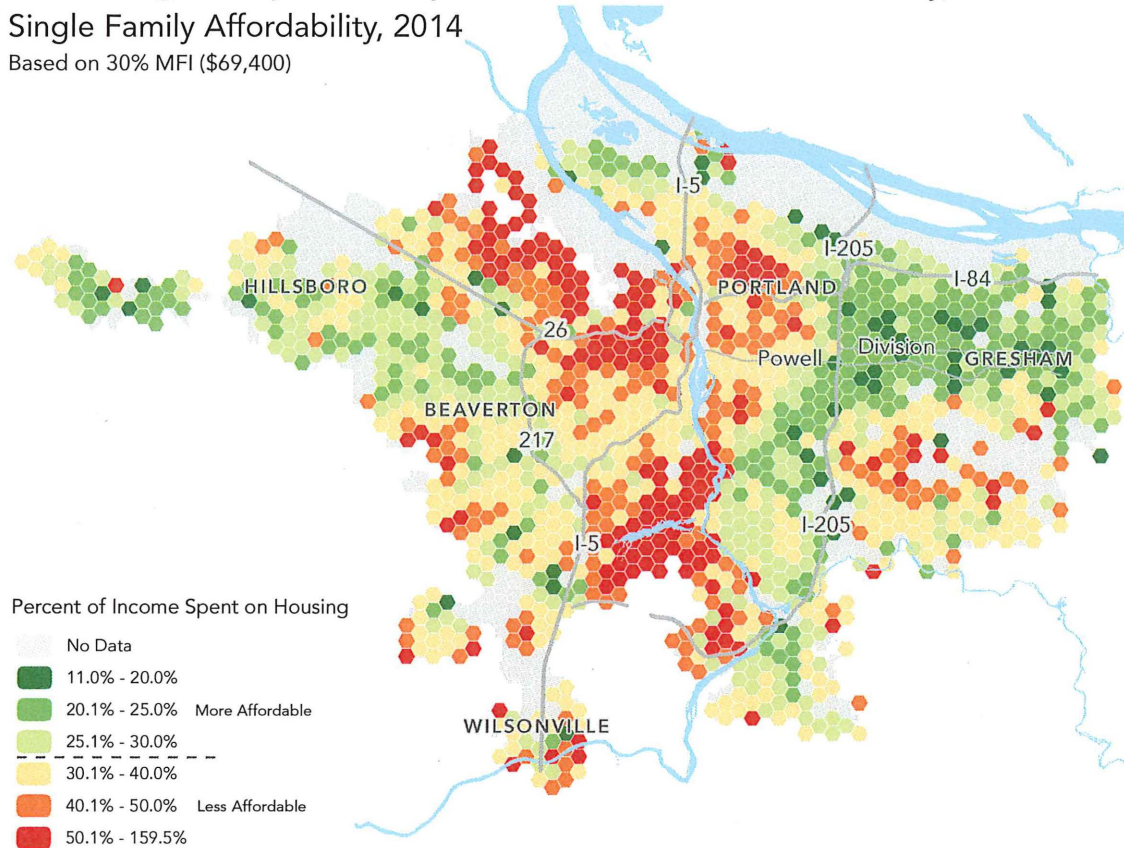 Single Family Affordability, 2014
Based on 30% MFI ($69,400)
I-5
I-205
I-84
HILLSBORO
PORTLAND
26
Powell
Division
GRESHAM
BEAVERTON
217
I-205
I-5
Percent of Income Spent on Housing
No Data
11.0% - 20.0%
20.1% - 25.0% More Affordable
25.1% - 30.0%
30.1% - 40.0%
40.1% - 50.0% Less Affordable
50.1% - 159.5%
WILSONVILLE